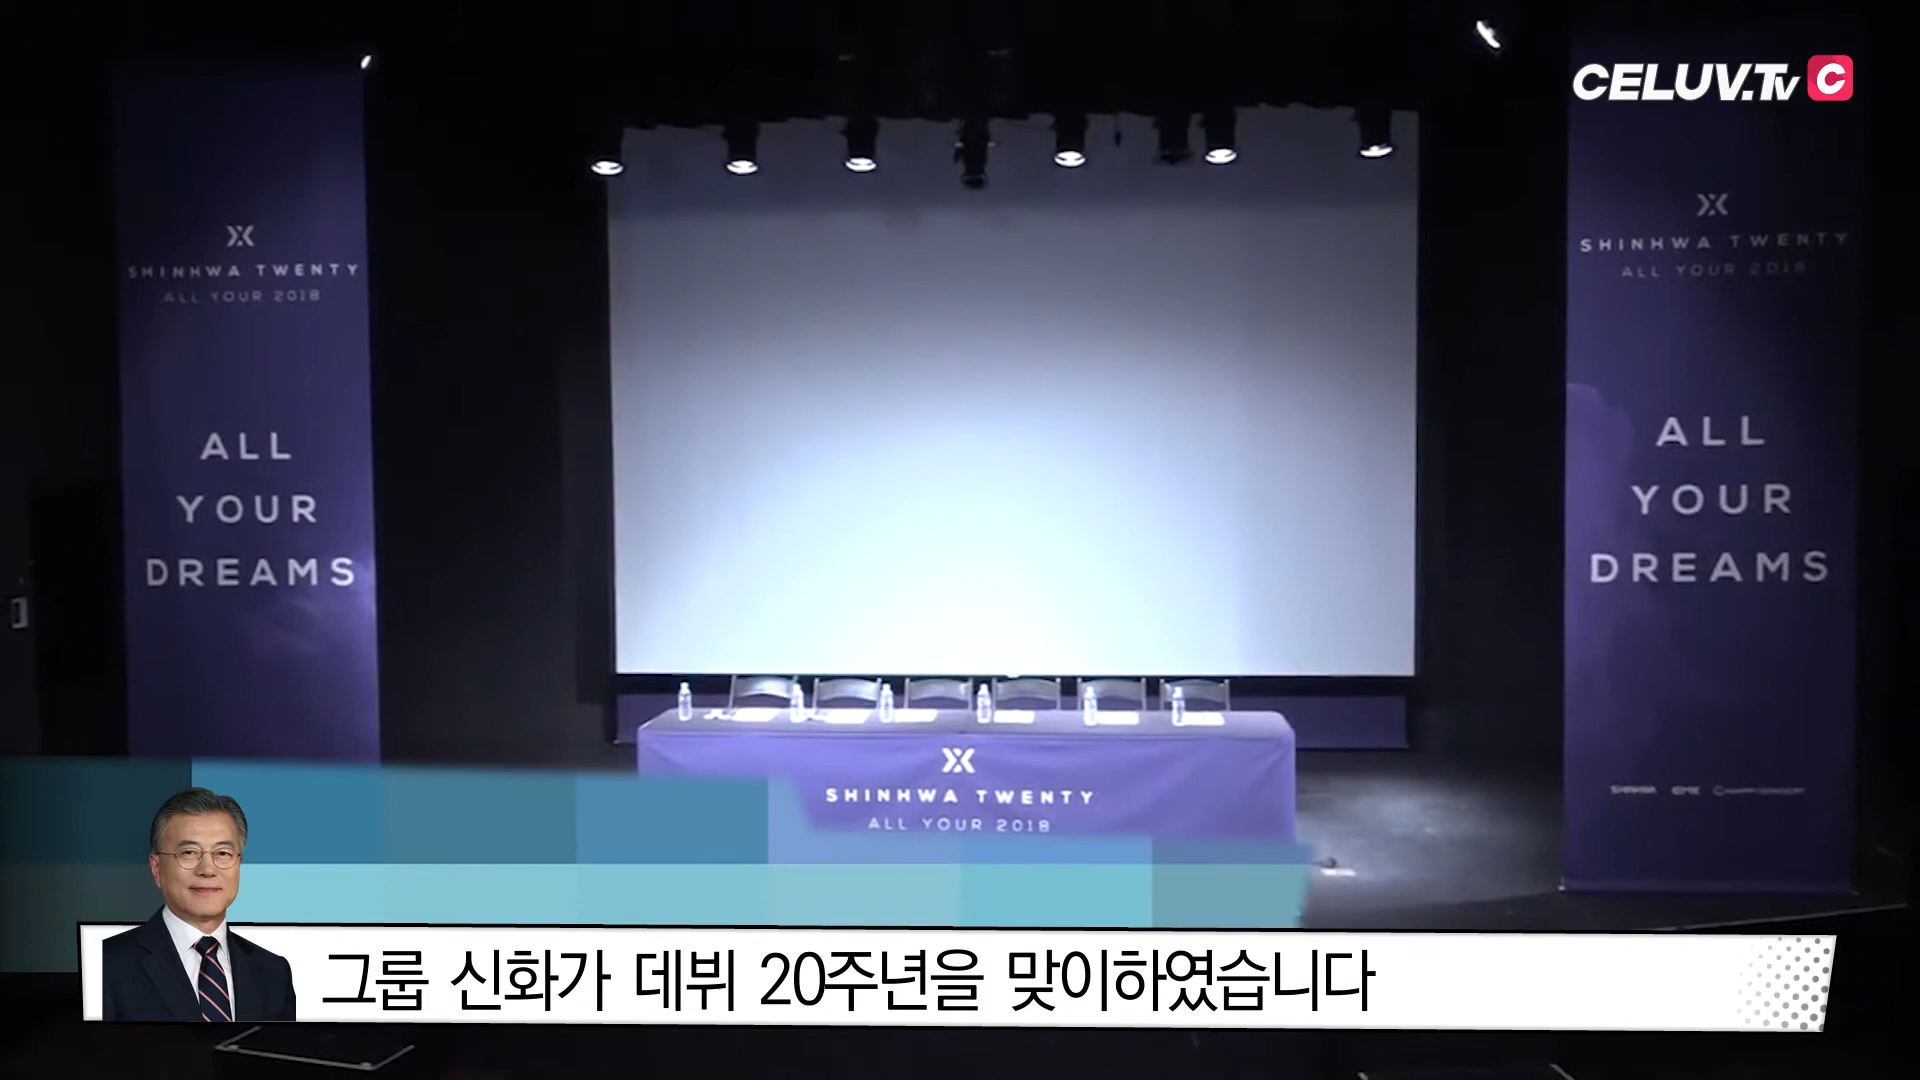 CELUV.Tv C
SHINHWA TWENTY
ALL YOUR 2018
ALL
YOUR
DREAMS
SHINHWA TWENTY
ALL YOUR 2018
ALL
YOUR
DREAMS
SHINHWA TWENTY
ALL YOUR 2018
그룹 신화가 데뷔 20주년을 맞이하였습니다